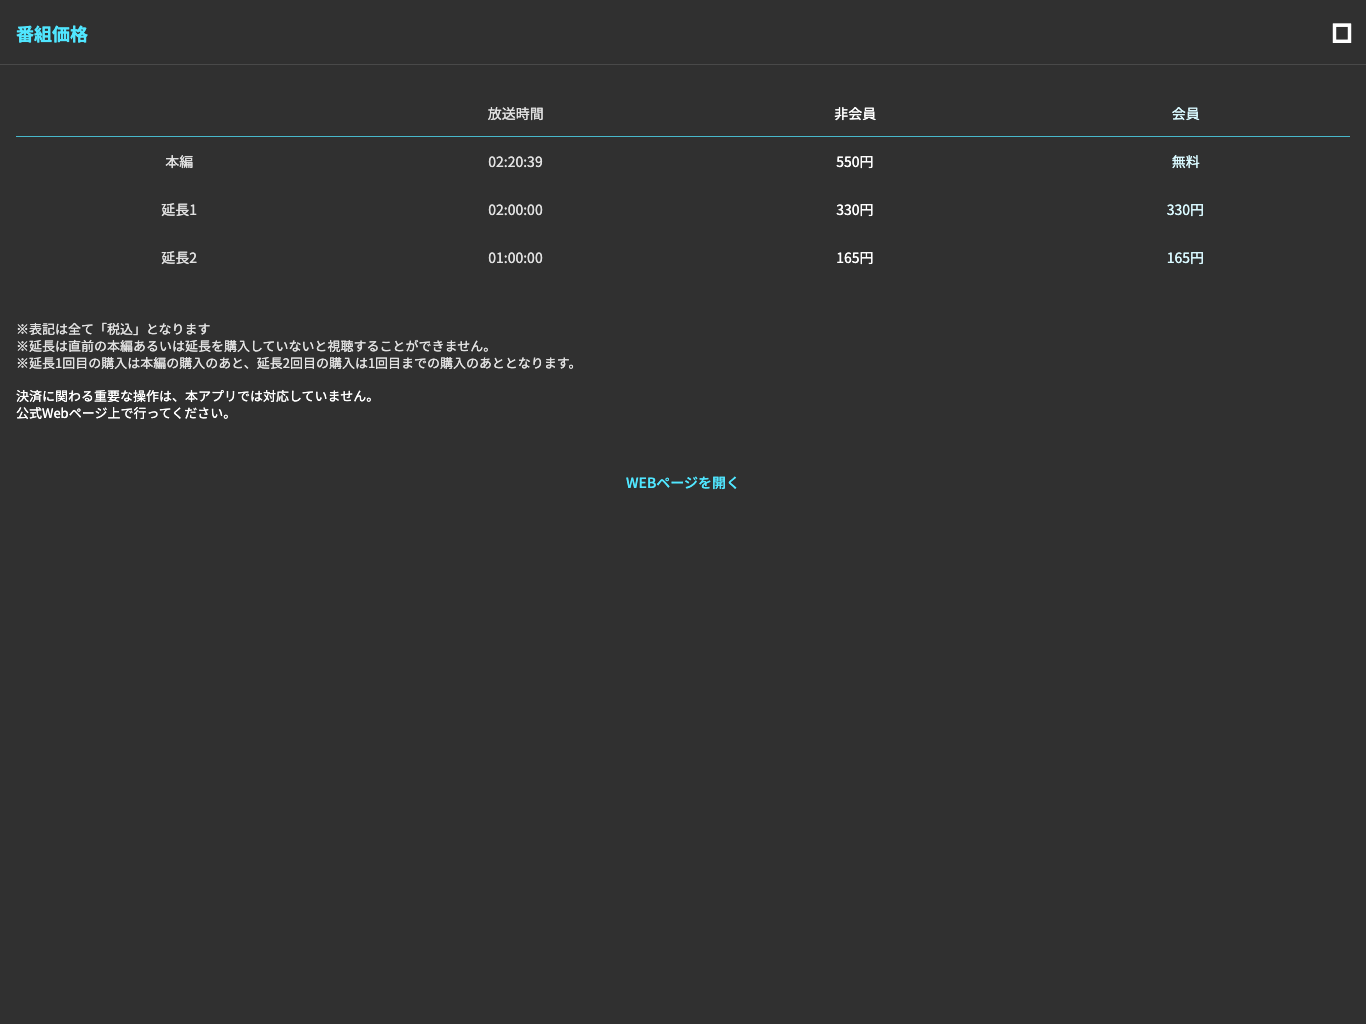 番組価格
放送時間 非会員 会員
本編 02:20:39 550円 無料
延長1 02:00:00 330円 330円
延長2 01:00:00 165円 165円
※表記は全て「税込」となります
※延長は直前の本編あるいは延長を購入していないと視聴することができません。
※延長1回目の購入は本編の購入のあと、延長2回目の購入は1回目までの購入のあととなります。
決済に関わる重要な操作は、本アプリでは対応していません。
公式Webページ上で行ってください。
WEBページを開く